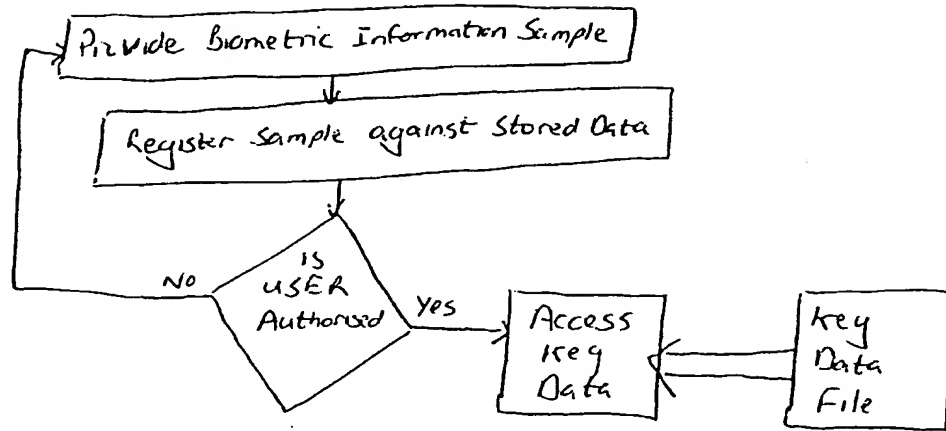 Provide Biometric Information Sample
Register Sample against Stored Data
Is
USER
Authorised
No
Yes
Access
Key
Data
Key
Data
File